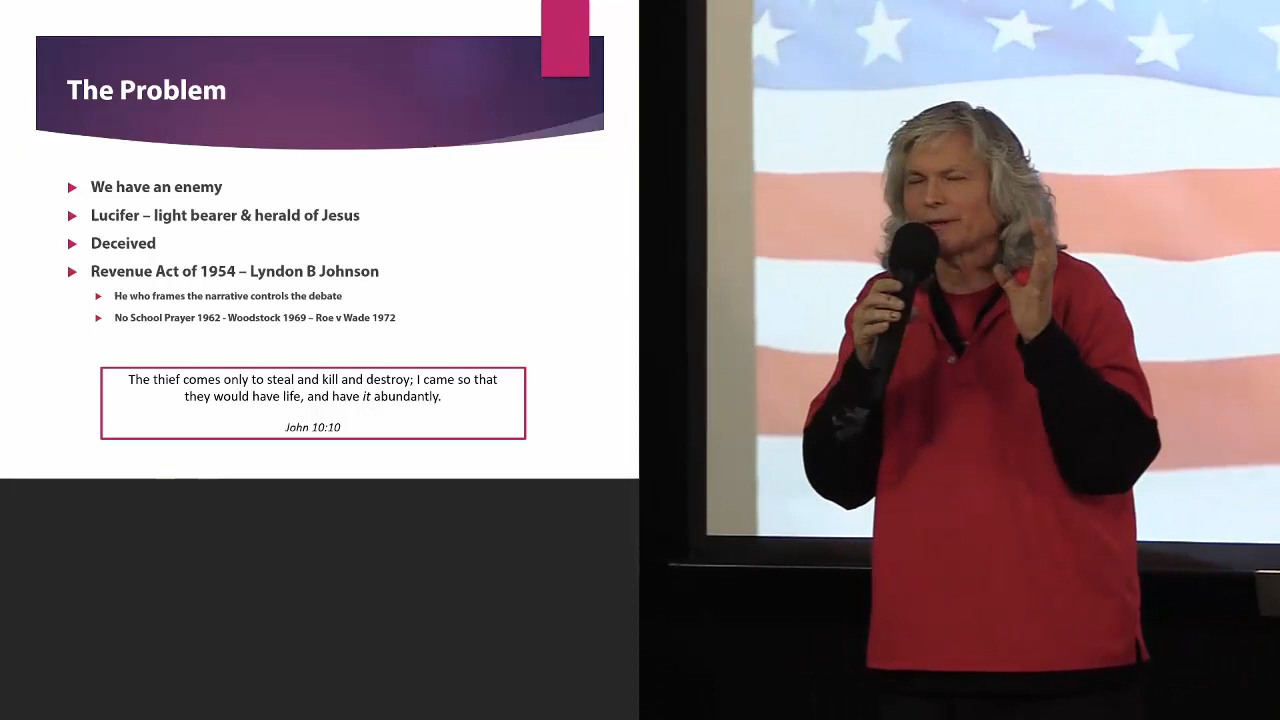 The Problem
We have an enemy
Lucifer – light bearer & herald of Jesus
Deceived
Revenue Act of 1954 – Lyndon B Johnson
He who frames the narrative controls the debate
No School Prayer 1962 - Woodstock 1969 – Roe v Wade 1972
The thief comes only to steal and kill and destroy; I came so that
they would have life, and have it abundantly.
John 10:10